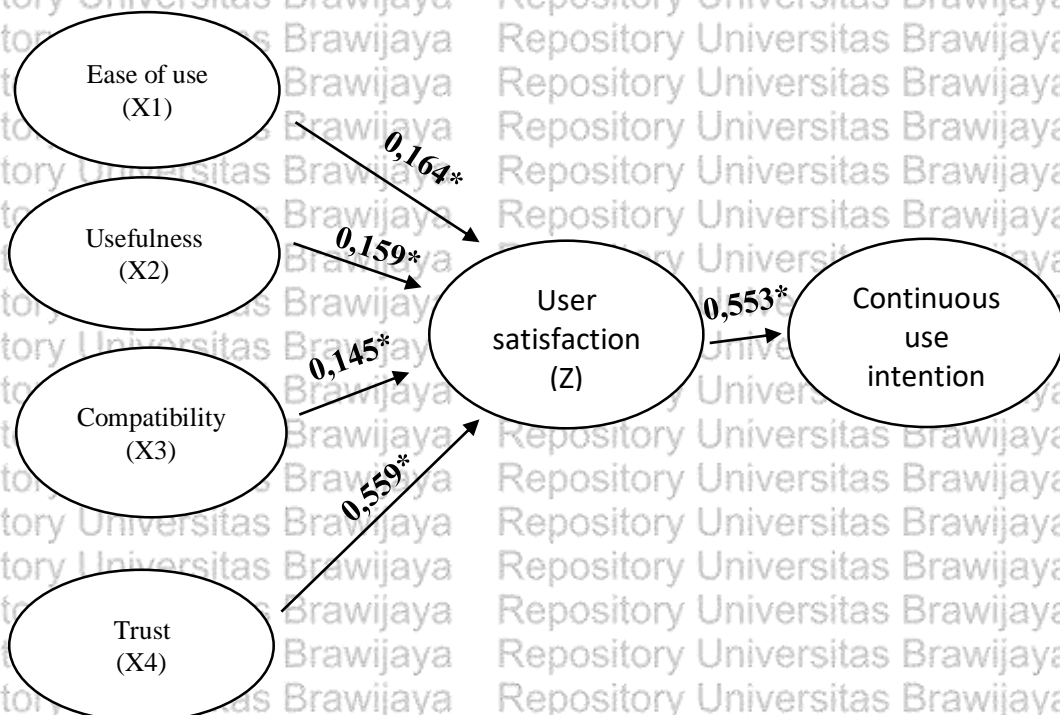 Ease of use
(X1)
0,164*
Usefulness
(X2)
0,159*
Compatibility
(X3)
0,145*
Trust
(X4)
0,559*
User
satisfaction
(Z)
0,553*
Continuous
use
intention
Repository Universitas Brawijaya